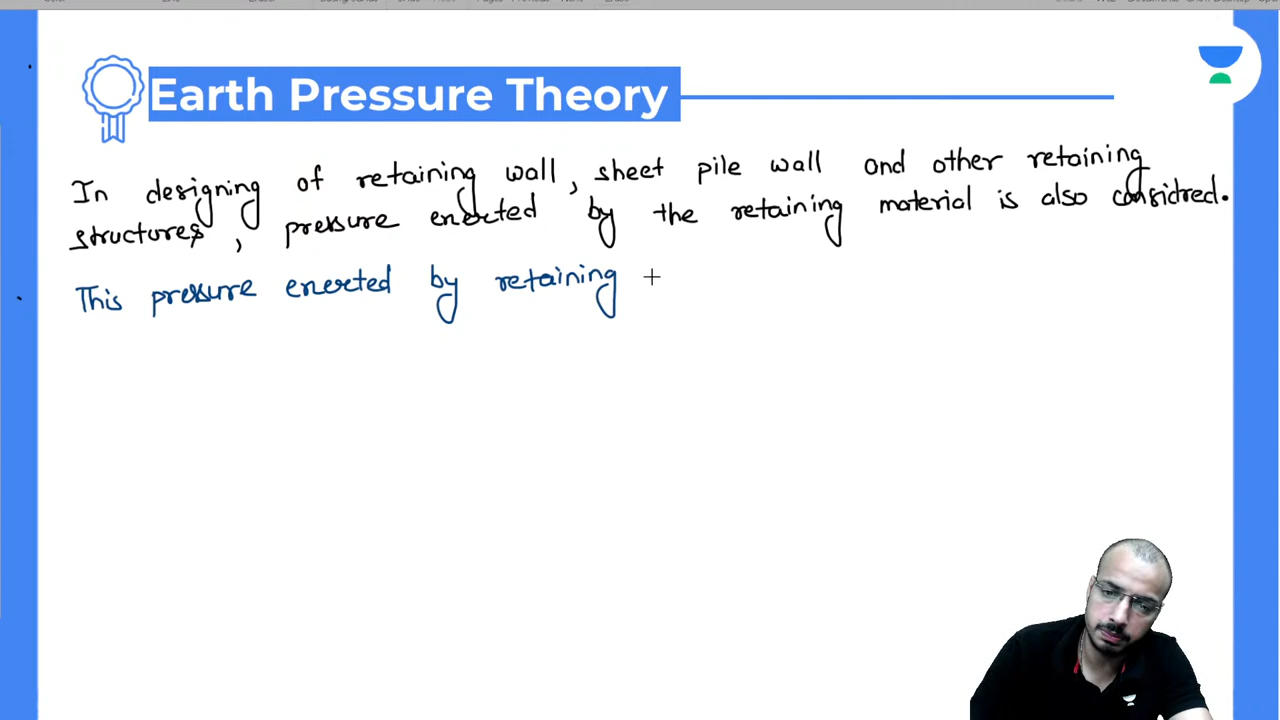 Earth Pressure Theory
In designing of retaining wall, sheet pile wall and other retaining
structures, pressure exerted by the retaining material is also considred.
This pressure exerted by retaining